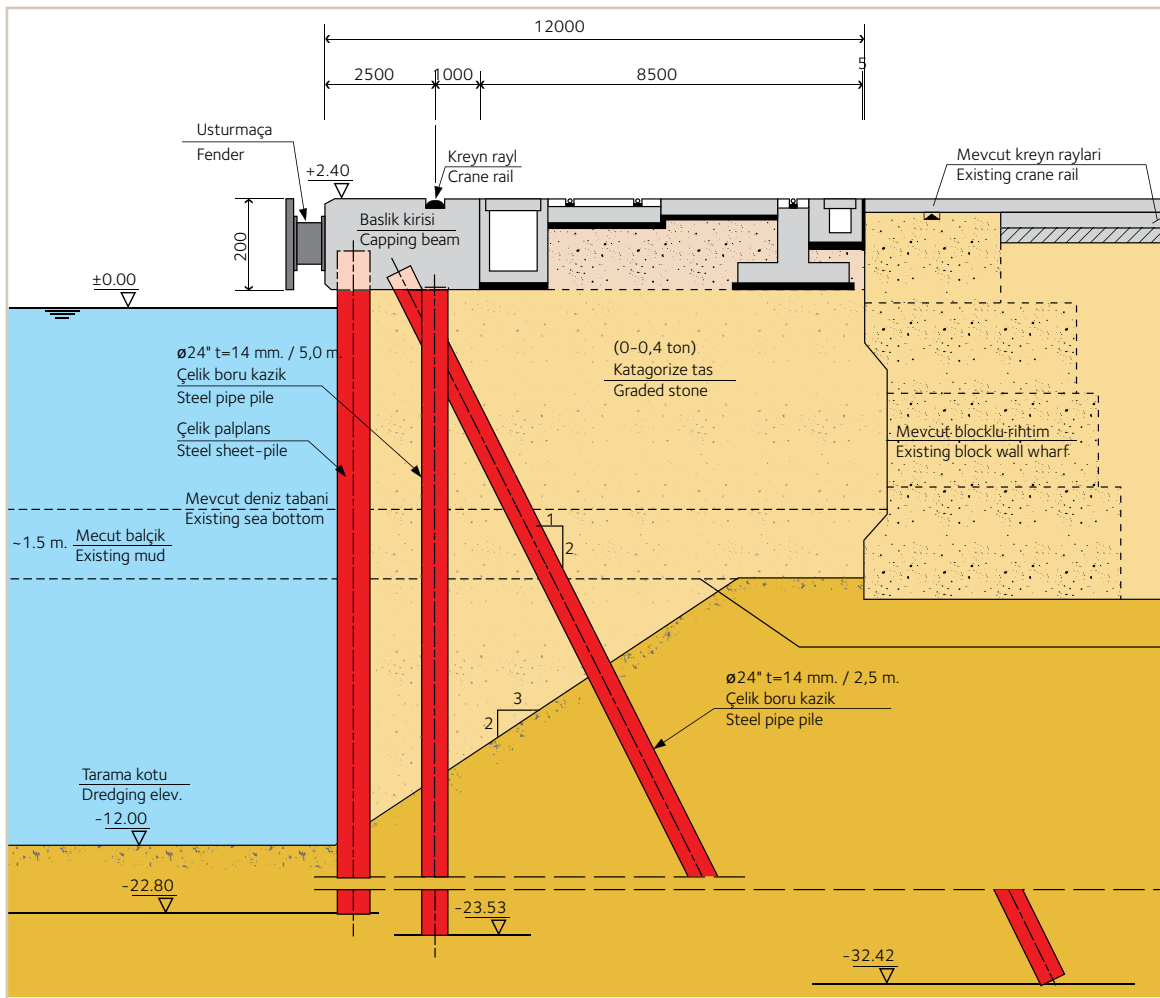 12000
2500
1000
8500
5
Usturmaça
Fender
+2.40
Kreyn rayl
Crane rail
Mevcut kreyn raylari
Existing crane rail
Baslik kirisi
Capping beam
200
±0.00
ø24" t=14 mm. / 5,0 m.
Çelik boru kazik
Steel pipe pile
(0-0,4 ton)
Katagorize tas
Graded stone
Çelik palplans
Steel sheet-pile
Mevcut blocklu rihtim
Existing block wall wharf
Mevcut deniz tabani
Existing sea bottom
~1.5 m.
Mecut balçik
Existing mud
1
2
ø24" t=14 mm. / 2,5 m.
Çelik boru kazik
Steel pipe pile
3
2
Tarama kotu
Dredging elev.
-12.00
-22.80
-23.53
-32.42